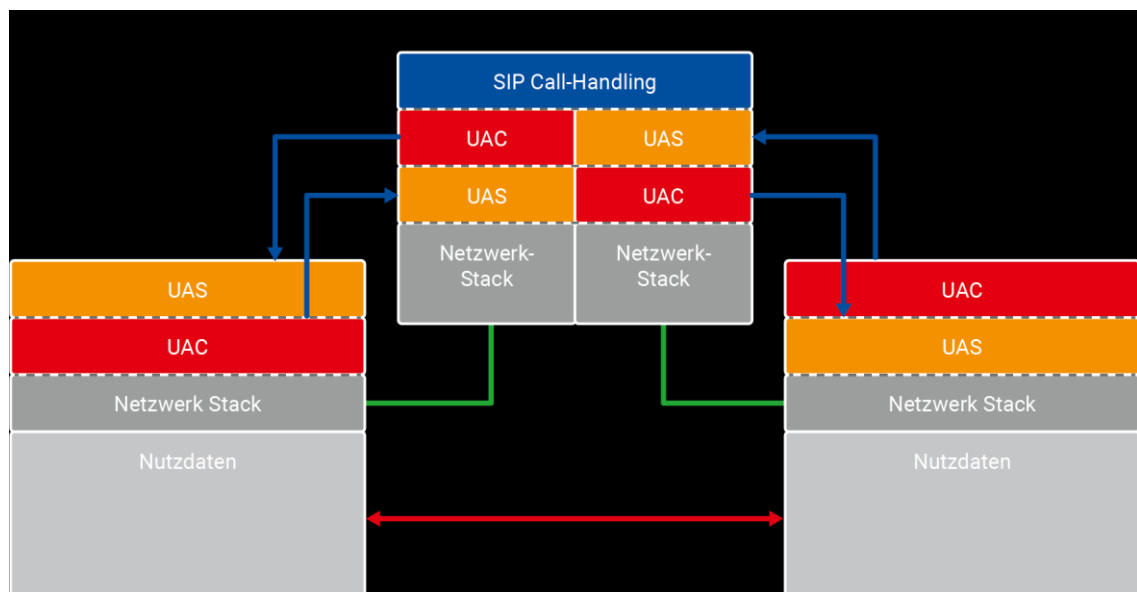 SIP Call-Handling
UAC
UAS
UAS
UAC
Netzwerk-
Stack
Netzwerk-
Stack
UAS
UAC
Netzwerk Stack
Nutzdaten
UAC
UAS
Netzwerk Stack
Nutzdaten